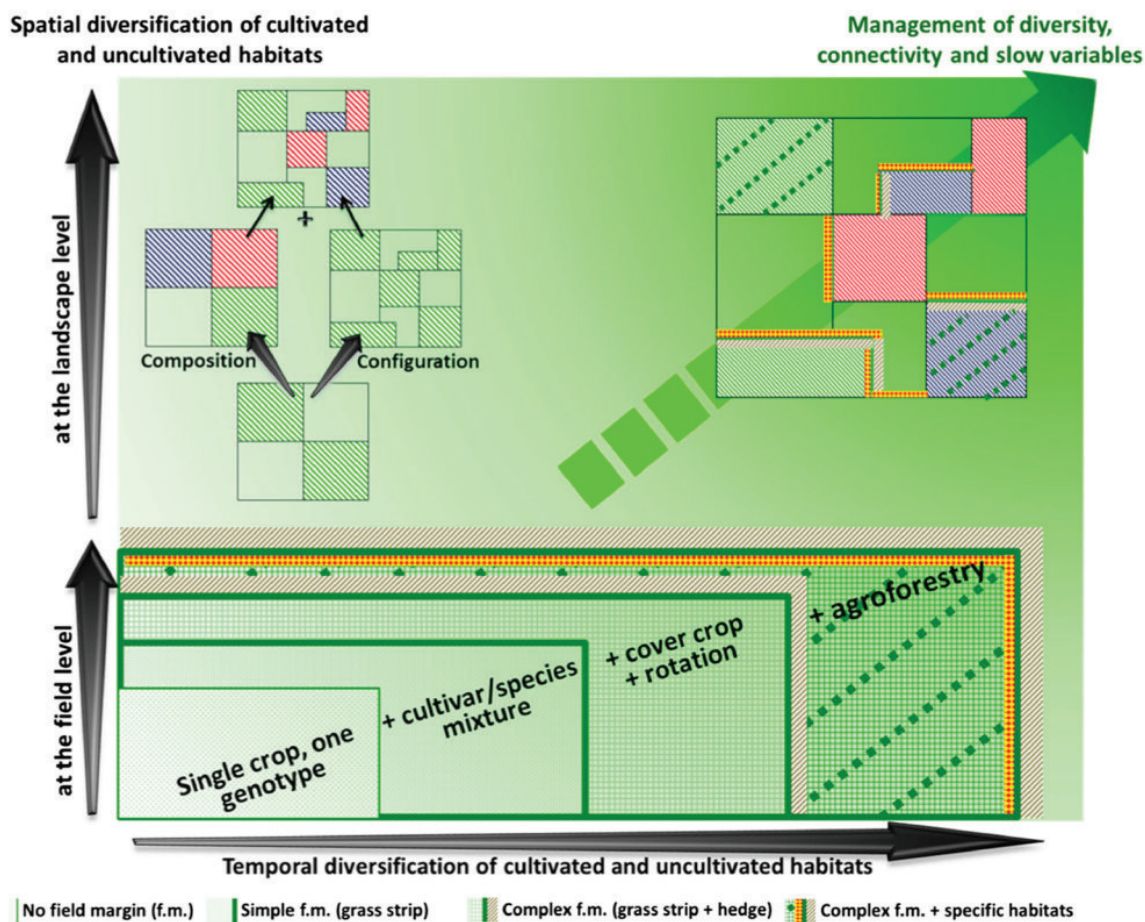 Spatial diversification of cultivated
and uncultivated habitats
Management of diversity,
connectivity and slow variables
at the landscape level
+
Composition
Configuration
at the field level
Single crop, one
genotype
+ cultivar/species
mixture
+ cover crop
+ rotation
+ agroforestry
Temporal diversification of cultivated and uncultivated habitats
No field margin (f.m.)
Simple f.m. (grass strip)
Complex f.m. (grass strip + hedge)
Complex f.m. + specific habitats